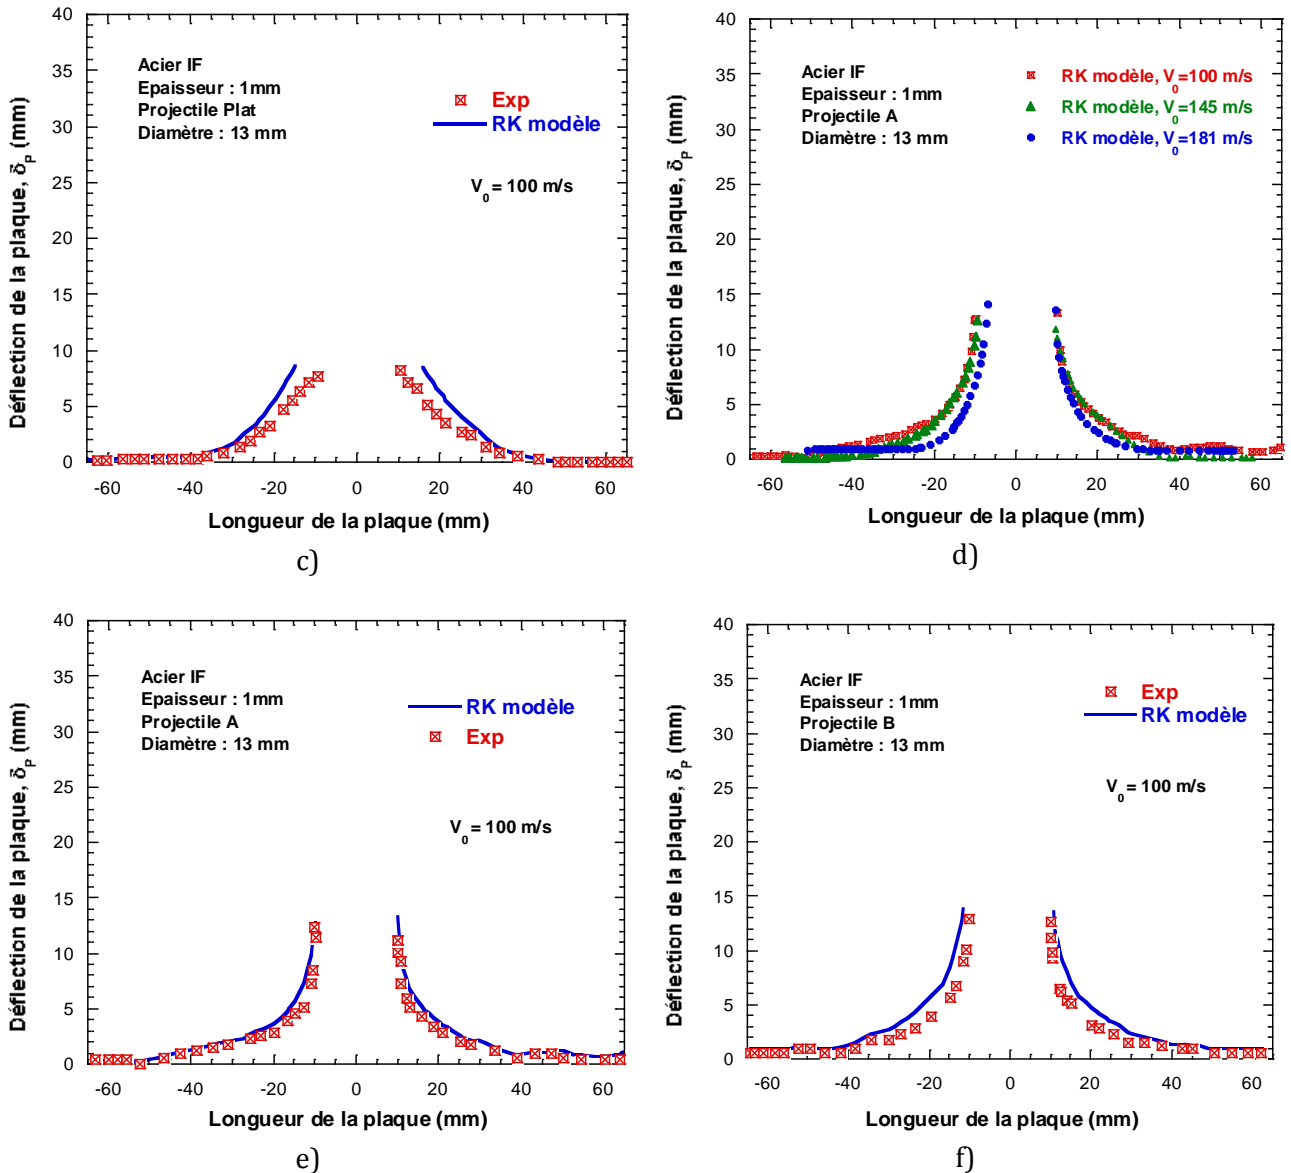 Déflection de la plaque, δp (mm)
40
35
30
25
20
15
10
5
0
Acier IF
Epaisseur : 1mm
Projectile Plat
Diamètre : 13 mm
Exp
RK modèle
V0 = 100 m/s
-60 -40 -20 0 20 40 60
Longueur de la plaque (mm)
c)
Déflection de la plaque, δp (mm)
40
35
30
25
20
15
10
5
0
Acier IF
Epaisseur : 1mm
Projectile A
Diamètre : 13 mm
RK modèle, V0=100 m/s
RK modèle, V0=145 m/s
RK modèle, V0=181 m/s
-60 -40 -20 0 20 40 60
Longueur de la plaque (mm)
d)
Déflection de la plaque, δp (mm)
40
35
30
25
20
15
10
5
0
Acier IF
Epaisseur : 1mm
Projectile A
Diamètre : 13 mm
RK modèle
Exp
V0 = 100 m/s
-60 -40 -20 0 20 40 60
Longueur de la plaque (mm)
e)
Déflection de la plaque, δp (mm)
40
35
30
25
20
15
10
5
0
Acier IF
Epaisseur : 1mm
Projectile B
Diamètre : 13 mm
Exp
RK modèle
V0 = 100 m/s
-60 -40 -20 0 20 40 60
Longueur de la plaque (mm)
f)